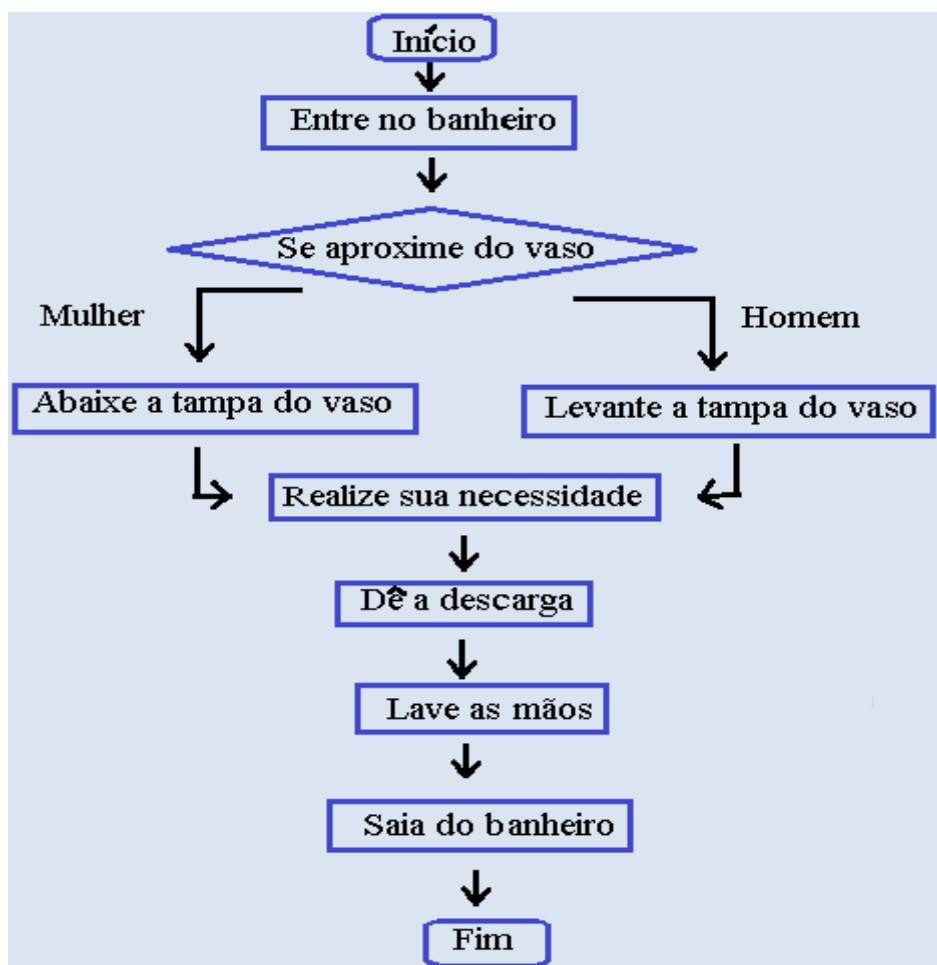 Início
Entre no banheiro
Se aproxime do vaso
Mulher
Homem
Abaixe a tampa do vaso
Levante a tampa do vaso
Realize sua necessidade
Dê a descarga
Lave as mãos
Saia do banheiro
Fim